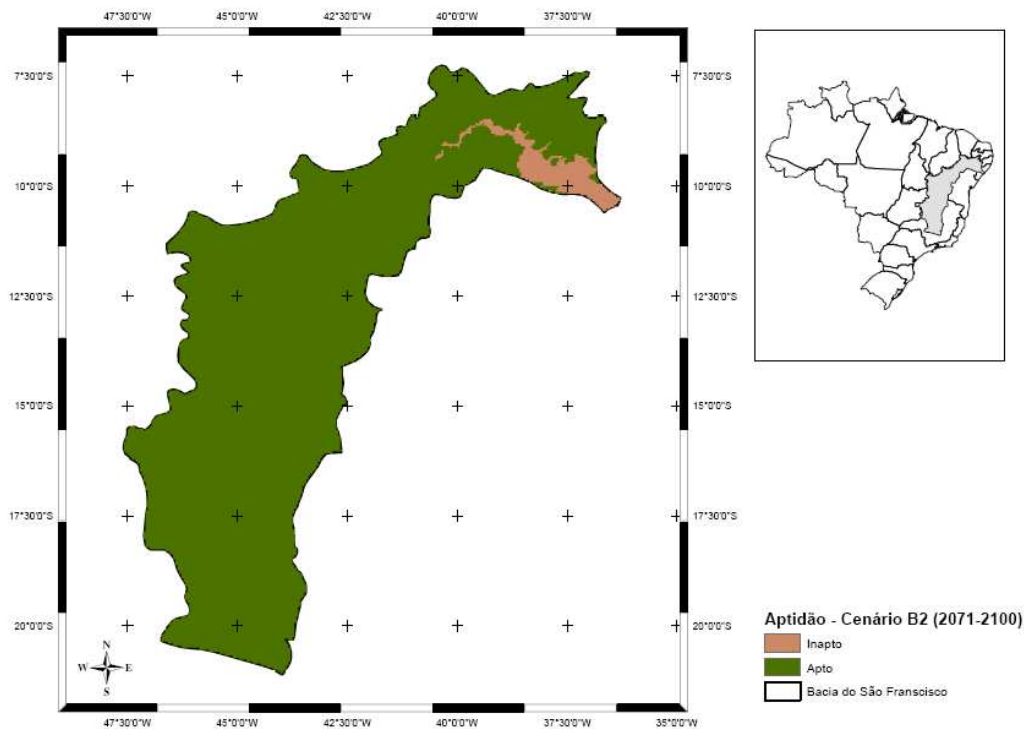 47°30'0"W 45°0'0"W 42°30'0"W 40°0'0"W 37°30'0"W
7°30'0"S 7°30'0"S
10°0'0"S 10°0'0"S
12°30'0"S 12°30'0"S
15°0'0"S 15°0'0"S
17°30'0"S 17°30'0"S
20°0'0"S 20°0'0"S
N
W E
S
47°30'0"W 45°0'0"W 42°30'0"W 40°0'0"W 37°30'0"W 35°0'0"W
Aptidão - Cenário B2 (2071-2100)
Inapto
Apto
Bacia do São Franscisco